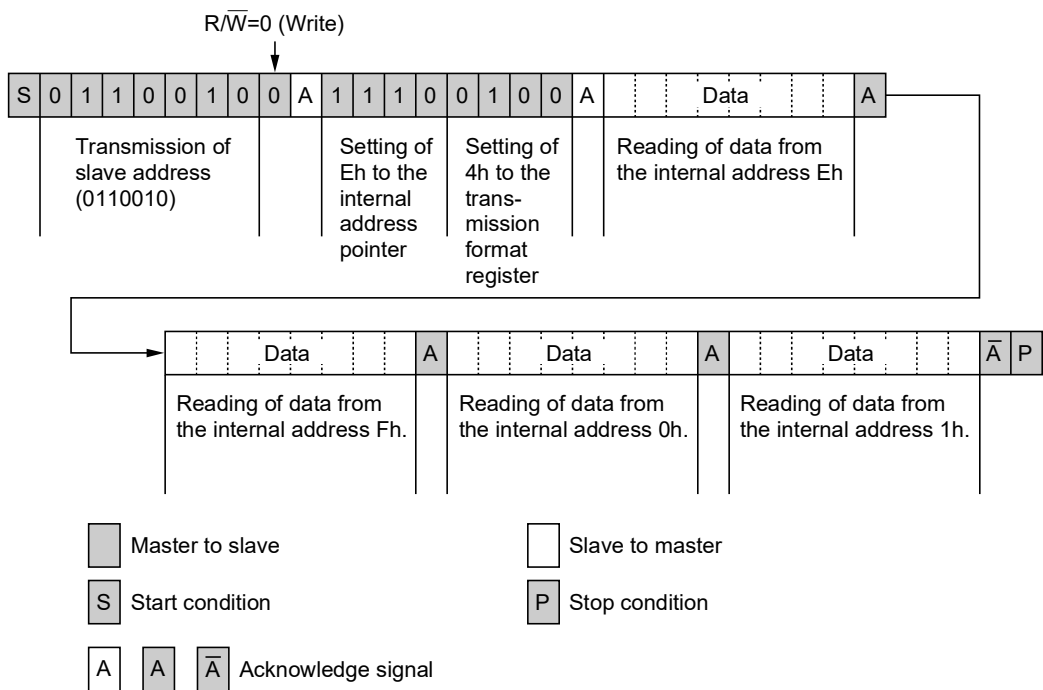 R/W̅=0 (Write)
S 0 1 1 0 0 1 0 0 A 1 1 1 0 0 1 0 0 A Data A
Transmission of
slave address
(0110010)
Setting of
Eh to the
internal
address
pointer
Setting of
4h to the
trans-
mission
format
register
Reading of data from
the internal address Eh
Data A Data A Data A̅ P
Reading of data from
the internal address Fh.
Reading of data from
the internal address 0h.
Reading of data from
the internal address 1h.
Master to slave
Slave to master
S Start condition
P Stop condition
A A A̅ Acknowledge signal